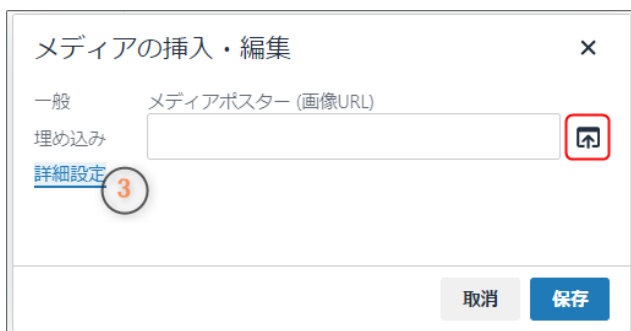 メディアの挿入・編集 ×
一般 メディアポスター (画像URL)
埋め込み
詳細設定
3
取消 保存